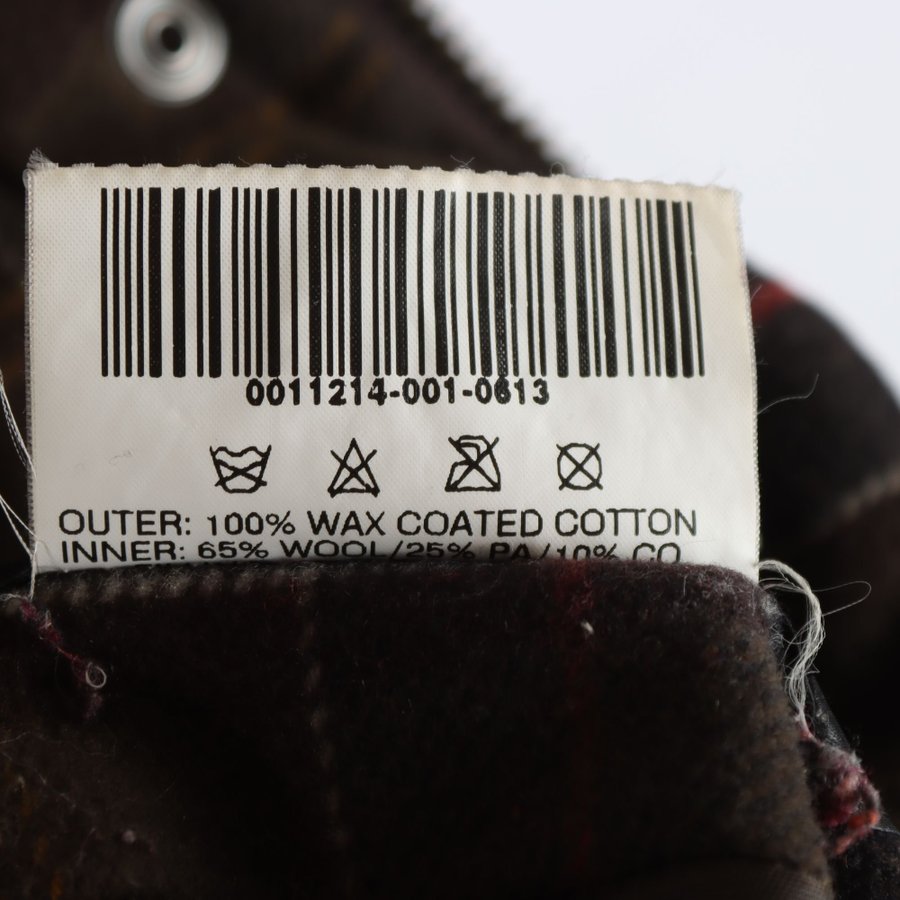 0011214-001-0613
OUTER: 100% WAX COATED COTTON
INNER: 65% WOOL/25% PA/10% CO